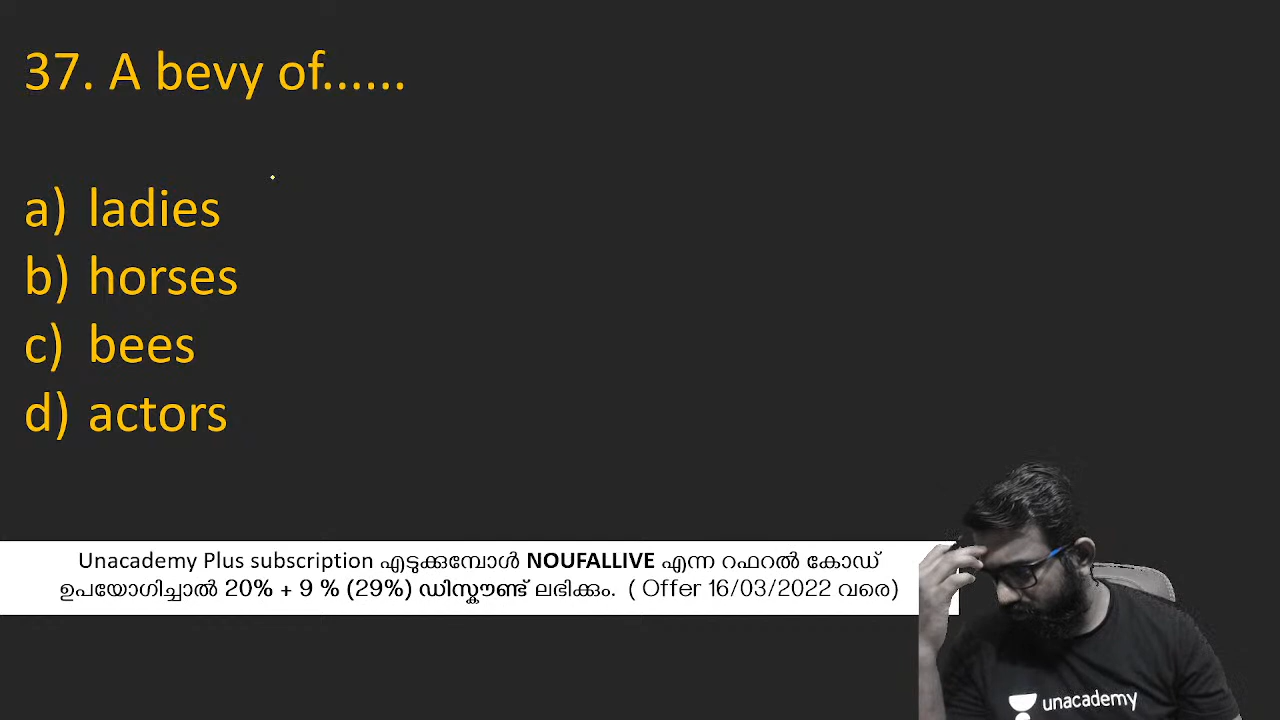 37. A bevy of......
a) ladies
b) horses
c) bees
d) actors
Unacademy Plus subscription എടുക്കുമ്പോൾ NOUFALLIVE എന്ന റഫറൽ കോഡ്
ഉപയോഗിച്ചാൽ 20% + 9 % (29%) ഡിസ്കൗണ്ട് ലഭിക്കും. ( Offer 16/03/2022 വരെ)
unacademy